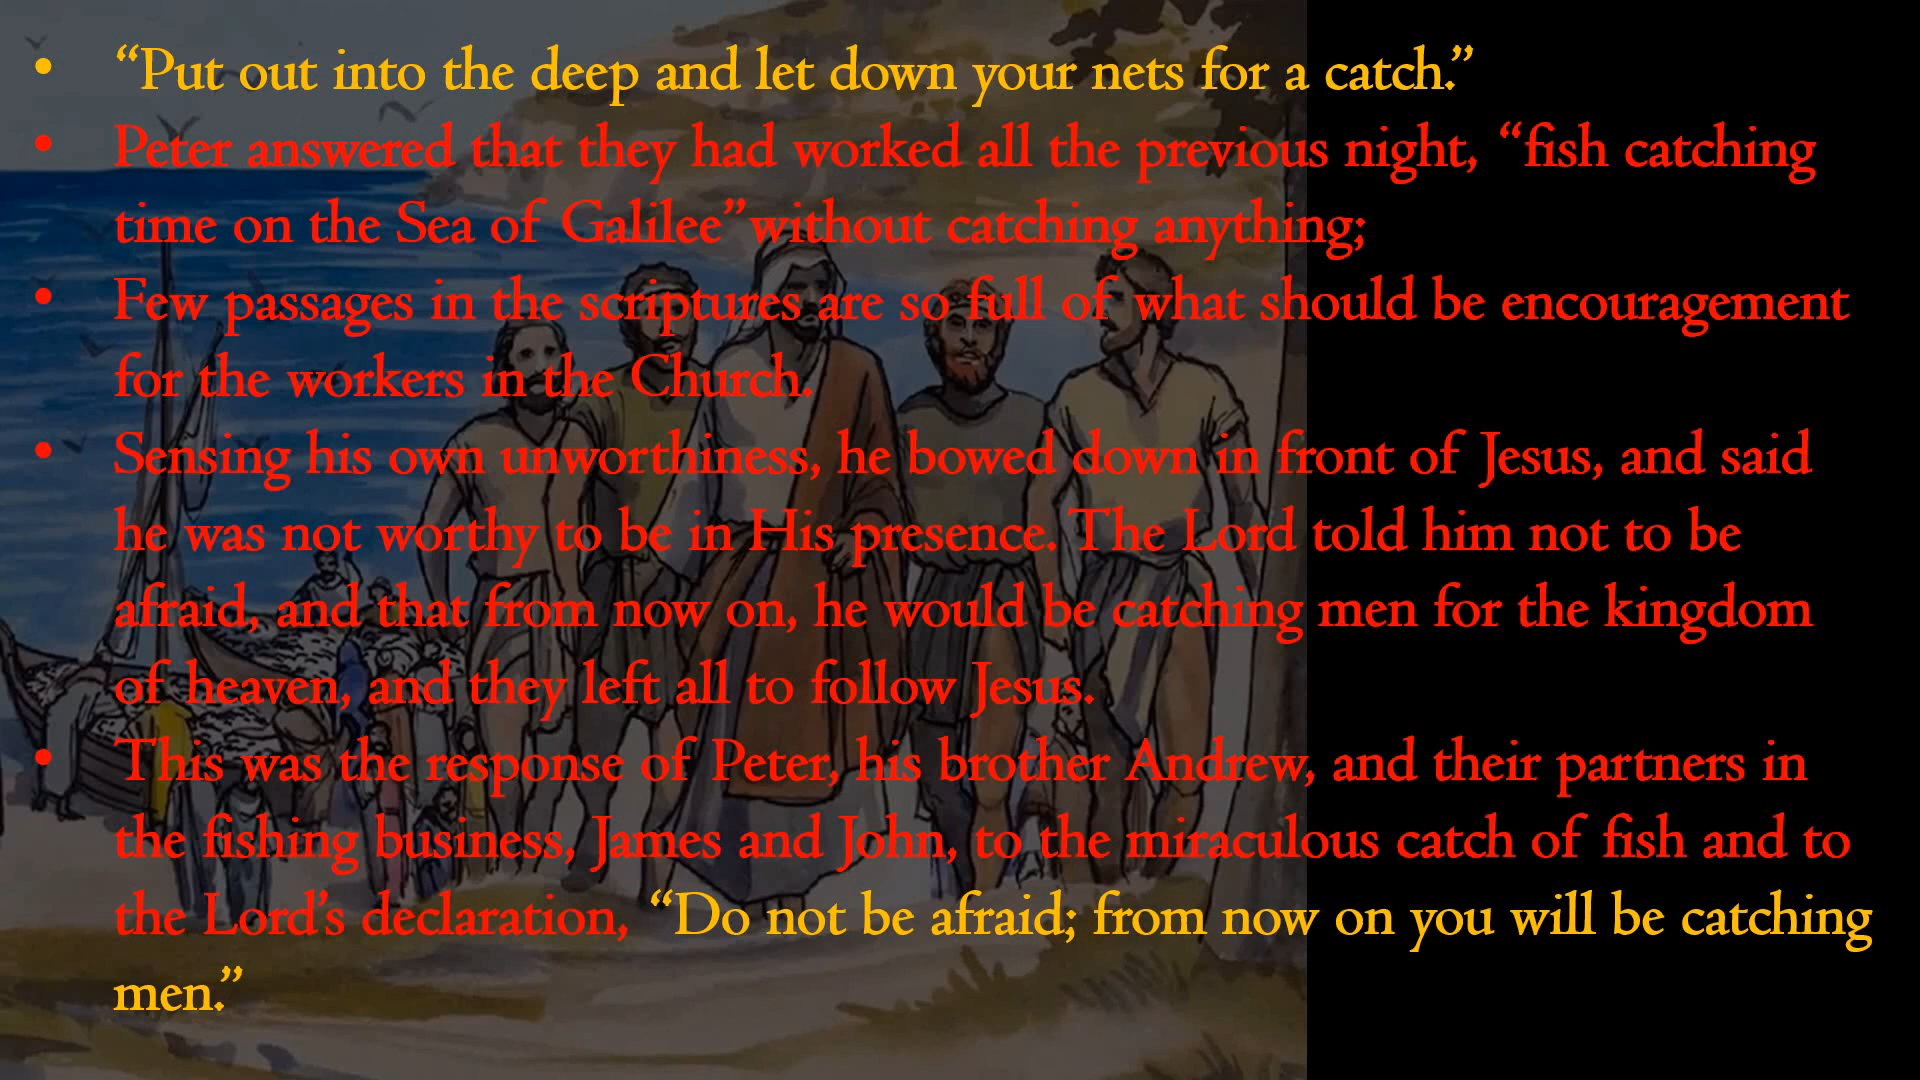 • “Put out into the deep and let down your nets for a catch.”
• Peter answered that they had worked all the previous night, “fish catching
time on the Sea of Galilee”without catching anything;
• Few passages in the scriptures are so full of what should be encouragement
for the workers in the Church.
• Sensing his own unworthiness, he bowed down in front of Jesus, and said
he was not worthy to be in His presence. The Lord told him not to be
afraid, and that from now on, he would be catching men for the kingdom
of heaven, and they left all to follow Jesus.
• This was the response of Peter, his brother Andrew, and their partners in
the fishing business, James and John, to the miraculous catch of fish and to
the Lord’s declaration, “Do not be afraid; from now on you will be catching
men.”